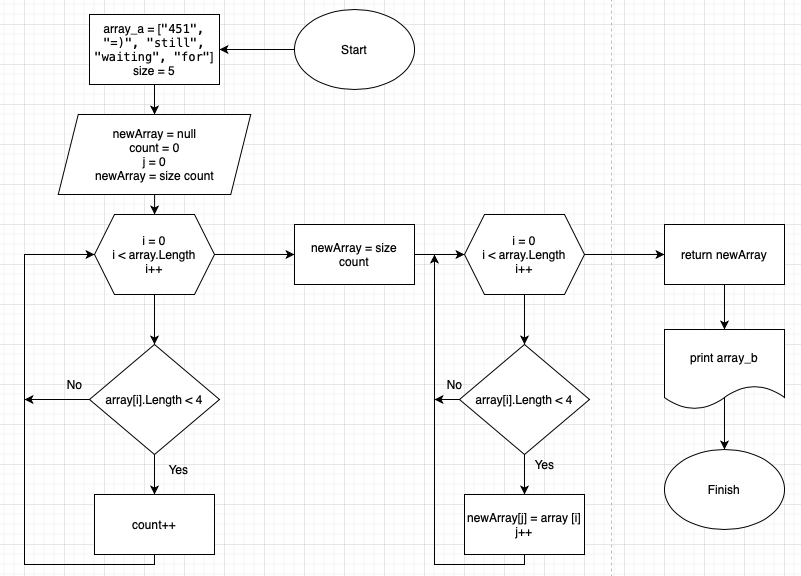 Start
array_a = ["451",
"=)", "still",
"waiting", "for"]
size = 5
newArray = null
count = 0
j = 0
newArray = size count
i = 0
i < array.Length
i++
array[i].Length < 4
No
Yes
count++
newArray = size
count
i = 0
i < array.Length
i++
array[i].Length < 4
No
Yes
newArray[j] = array [i]
j++
return newArray
print array_b
Finish